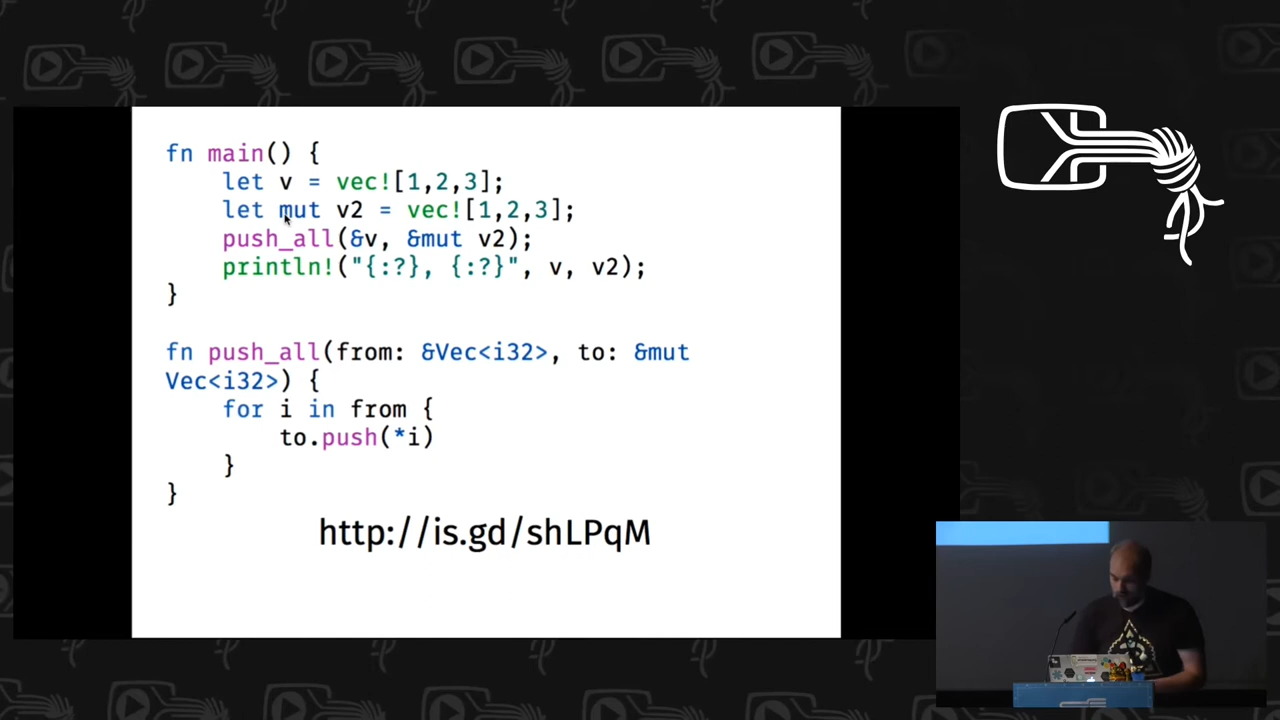 fn main() {
let v = vec![1,2,3];
let mut v2 = vec![1,2,3];
push_all(&v, &mut v2);
println!("{:?}, {:?}", v, v2);
}
fn push_all(from: &Vec<i32>, to: &mut
Vec<i32>) {
for i in from {
to.push(*i)
}
}
http://is.gd/shLPqM